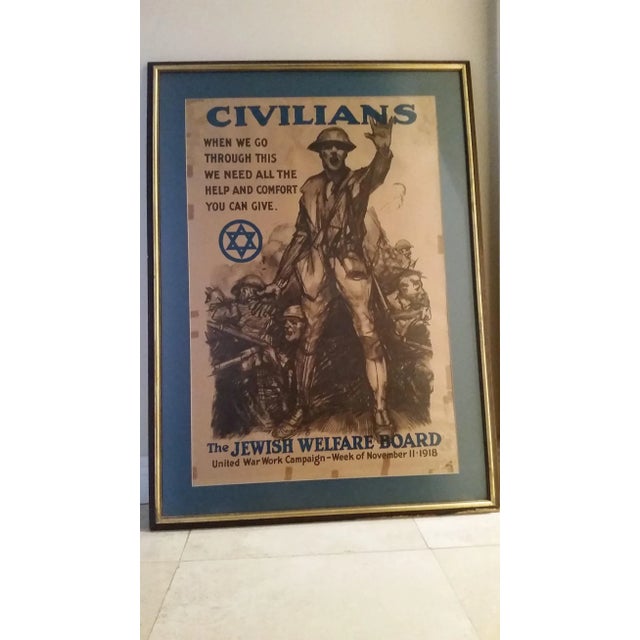 CIVILIANS
WHEN WE GO
THROUGH THIS
WE NEED ALL THE
HELP AND COMFORT
YOU CAN GIVE.
The JEWISH WELFARE BOARD
United War Work Campaign-Week of November 11-1918